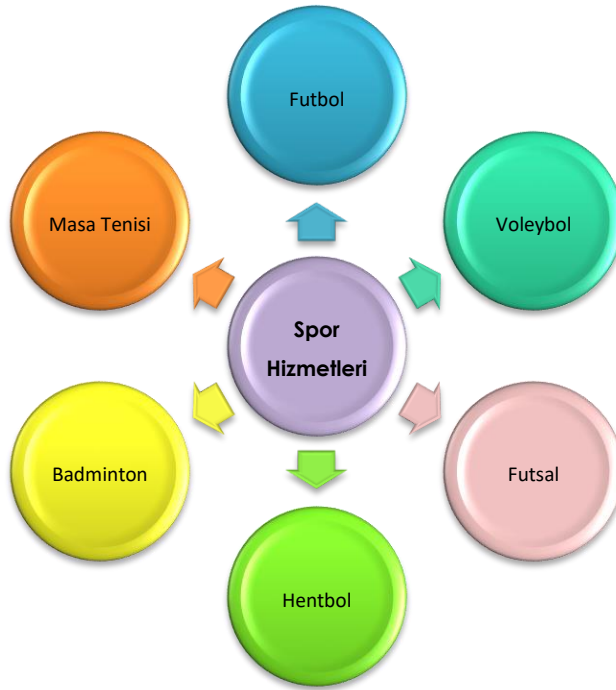 Futbol
Masa Tenisi
Voleybol
Spor
Hizmetleri
Badminton
Futsal
Hentbol